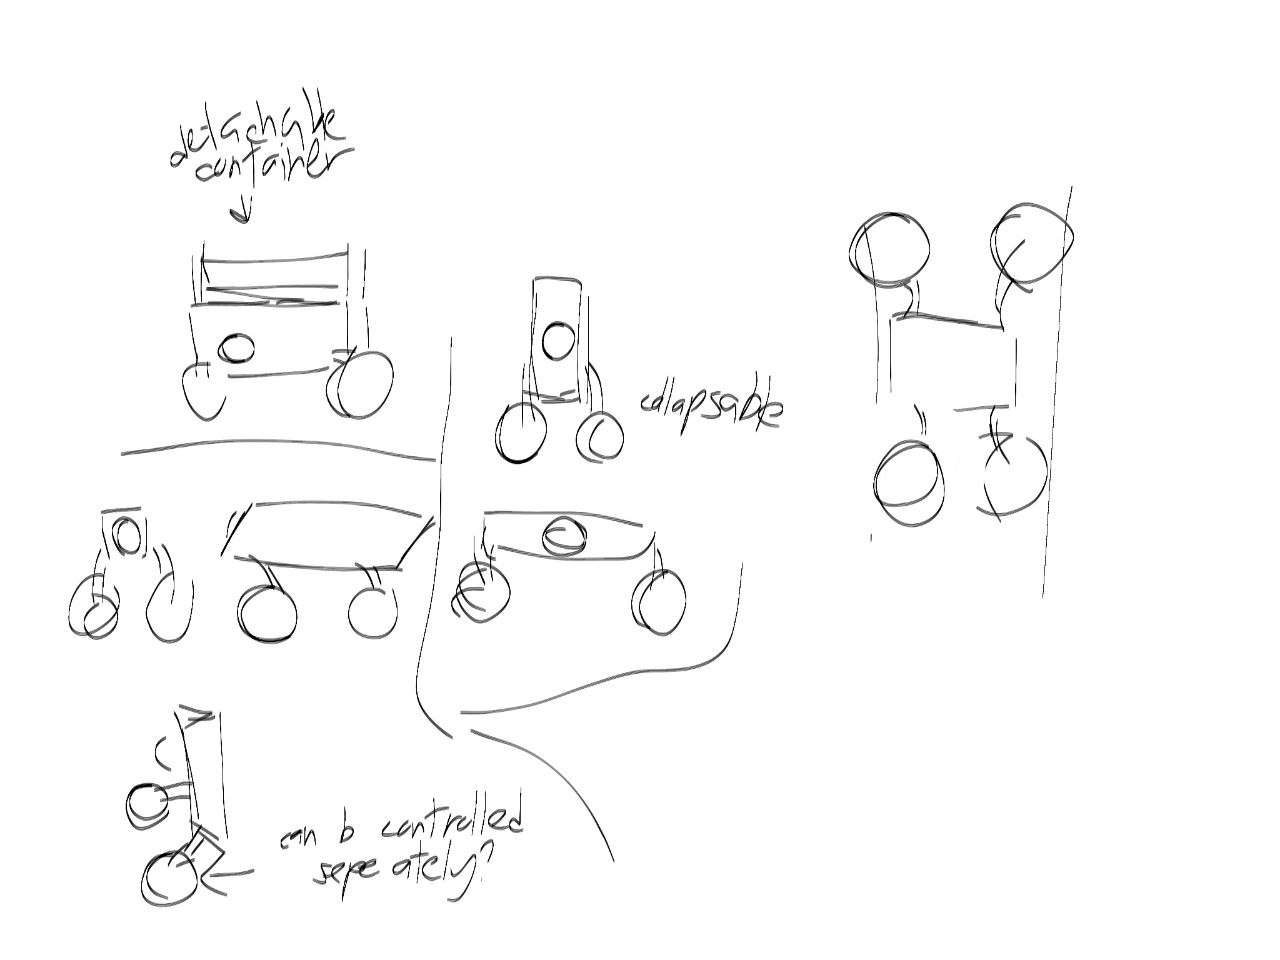 detachable
container
collapsable
can b controlled
seperately?